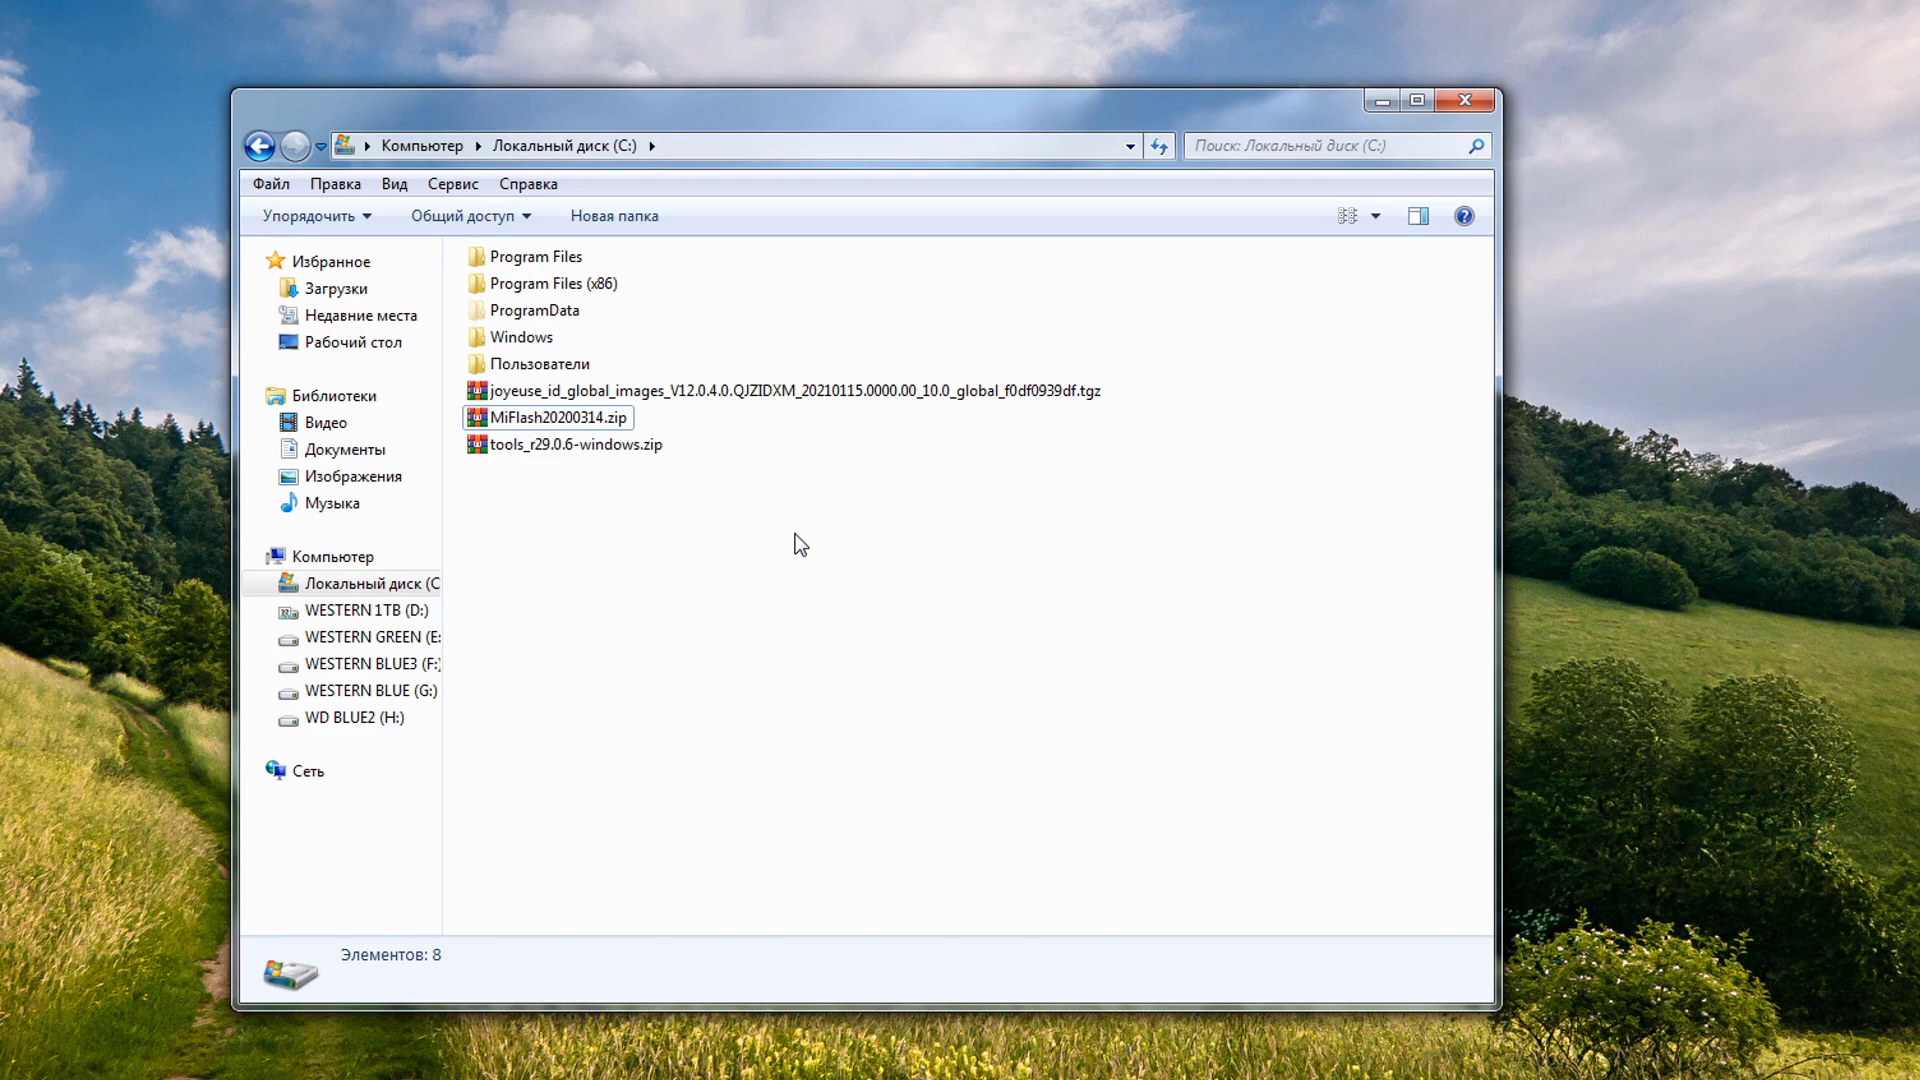 Компьютер Локальный диск (C:)
Поиск: Локальный диск (C:)
Файл Правка Вид Сервис Справка
Упорядочить Общий доступ Новая папка
Избранное
Загрузки
Недавние места
Рабочий стол
Библиотеки
Видео
Документы
Изображения
Музыка
Компьютер
Локальный диск (C
WESTERN 1TB (D:)
WESTERN GREEN (E:
WESTERN BLUE3 (F:)
WESTERN BLUE (G:)
WD BLUE2 (H:)
Сеть
Program Files
Program Files (x86)
ProgramData
Windows
Пользователи
joyeuse_id_global_images_V12.0.4.0.QJZIDXM_20210115.0000.00_10.0_global_f0df0939df.tgz
MiFlash20200314.zip
tools_r29.0.6-windows.zip
Элементов: 8